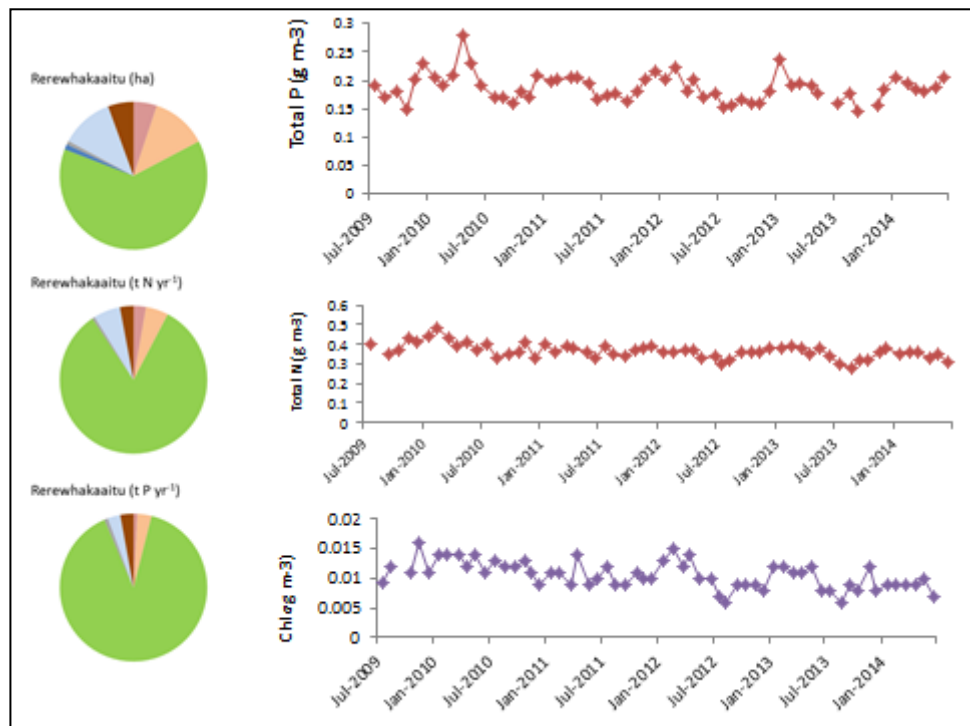 Rerewhakaaitu (ha)
Rerewhakaaitu (t N yr⁻¹)
Rerewhakaaitu (t P yr⁻¹)
Total P (g m-3)
0.3
0.25
0.2
0.15
0.1
0.05
0
Jul-2009
Jan-2010
Jul-2010
Jan-2011
Jul-2011
Jan-2012
Jul-2012
Jan-2013
Jul-2013
Jan-2014
Total N (g m-3)
0.6
0.5
0.4
0.3
0.2
0.1
0
Jul-2009
Jan-2010
Jul-2010
Jan-2011
Jul-2011
Jan-2012
Jul-2012
Jan-2013
Jul-2013
Jan-2014
Chl a g m-3)
0.02
0.015
0.01
0.005
0
Jul-2009
Jan-2010
Jul-2010
Jan-2011
Jul-2011
Jan-2012
Jul-2012
Jan-2013
Jul-2013
Jan-2014